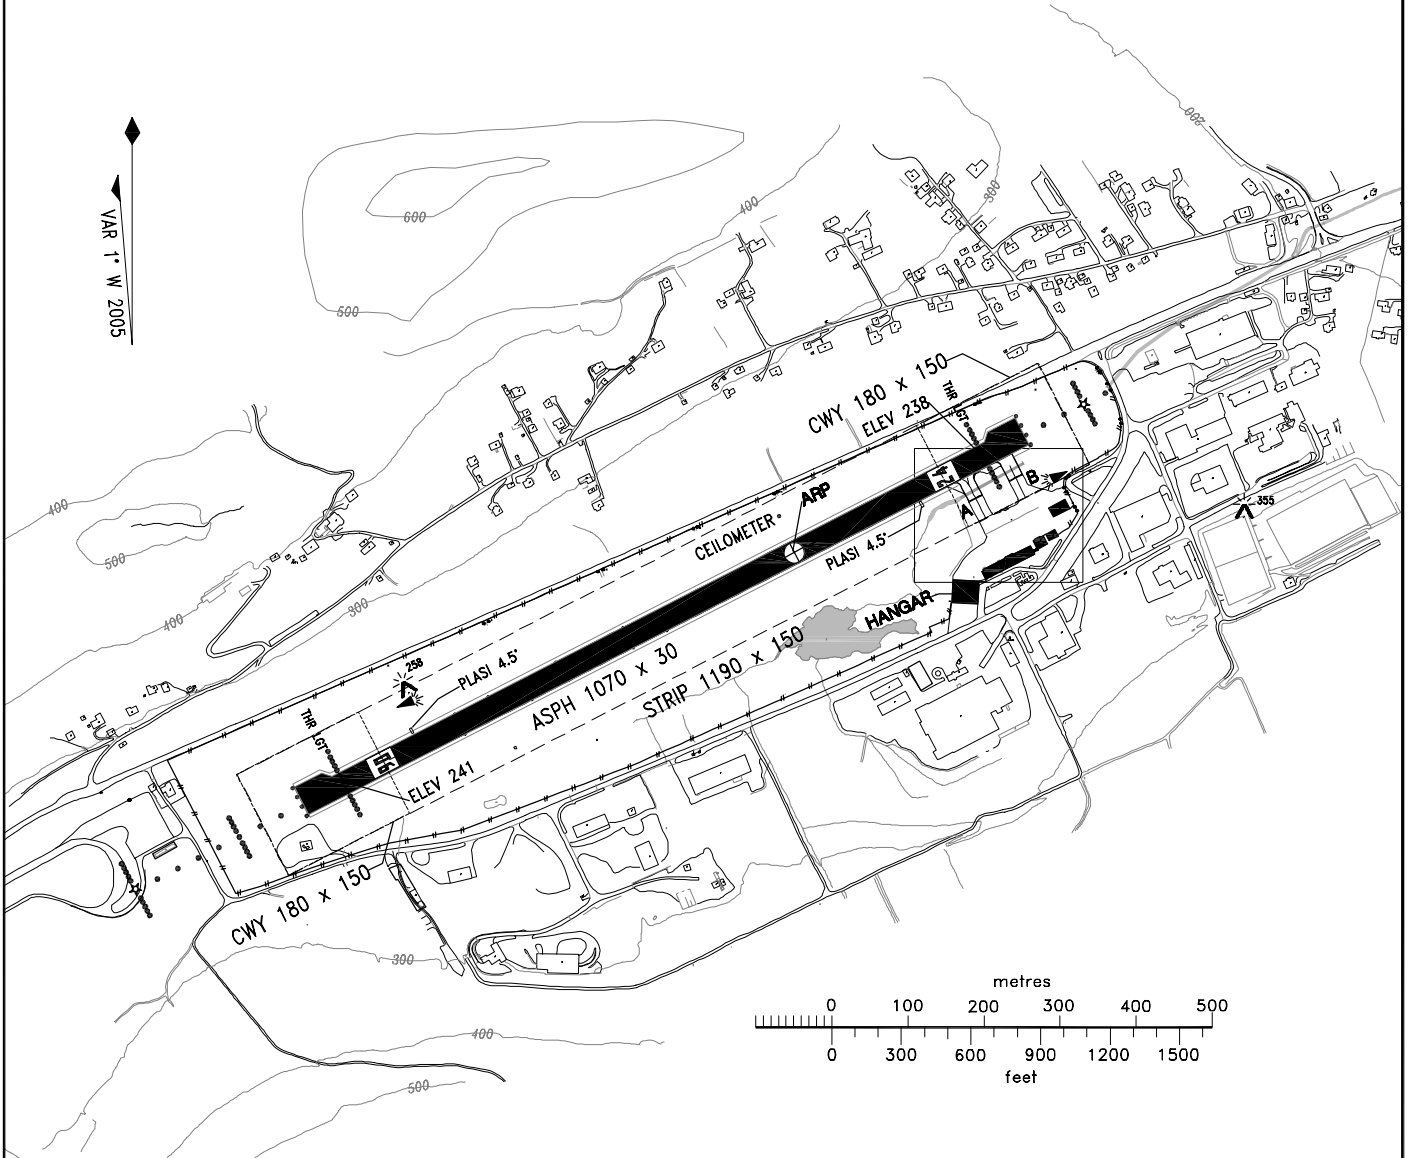 200
VAR 1° W 2005
600
400
300
500
CWY 180 x 150
THR LGT
ELEV 238
24
ARP
B
A
355
CEILOMETER
PLASI 4.5'
400
500
300
400
HANGAR
258
PLASI 4.5'
ASPH 1070 x 30
STRIP 1190 x 150
THR LGT
06
ELEV 241
CWY 180 x 150
300
metres
0 100 200 300 400 500
0 300 600 900 1200 1500
feet
400
500